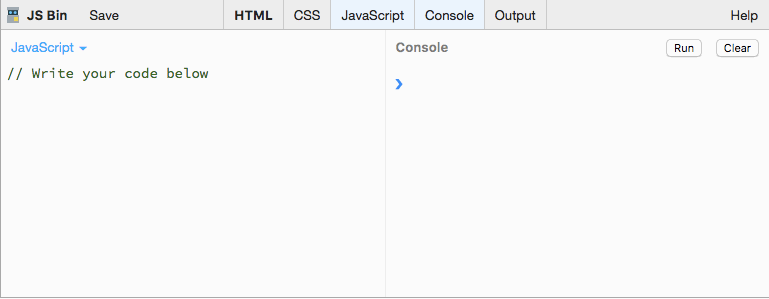 JS Bin Save HTML CSS JavaScript Console Output Help
JavaScript Console Run Clear
// Write your code below